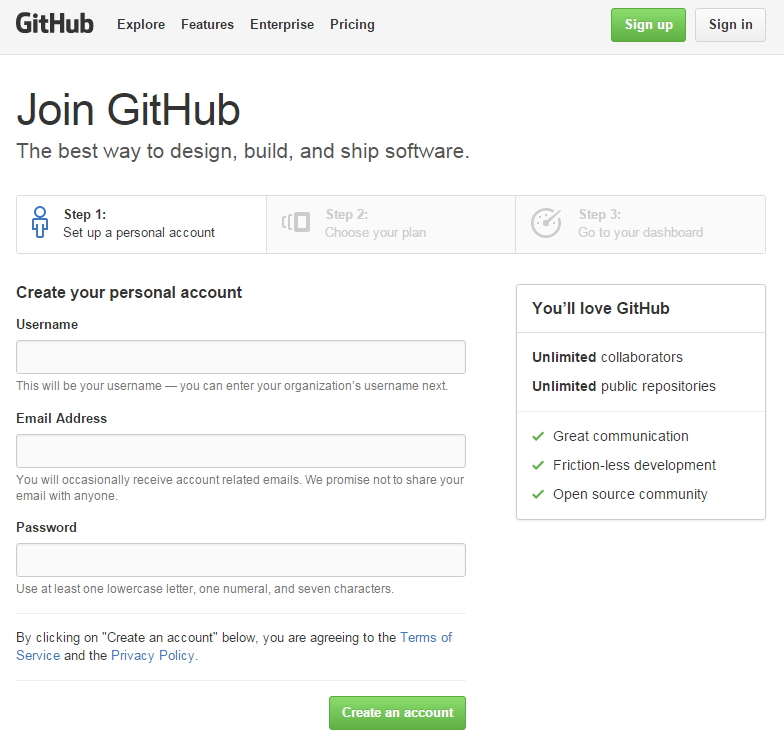 GitHub Explore Features Enterprise Pricing Sign up Sign in
Join GitHub
The best way to design, build, and ship software.
Step 1:
Set up a personal account
Step 2:
Choose your plan
Step 3:
Go to your dashboard
Create your personal account
Username
This will be your username — you can enter your organization’s username next.
Email Address
You will occasionally receive account related emails. We promise not to share your
email with anyone.
Password
Use at least one lowercase letter, one numeral, and seven characters.
By clicking on "Create an account" below, you are agreeing to the Terms of
Service and the Privacy Policy.
Create an account
You’ll love GitHub
Unlimited collaborators
Unlimited public repositories
Great communication
Friction-less development
Open source community